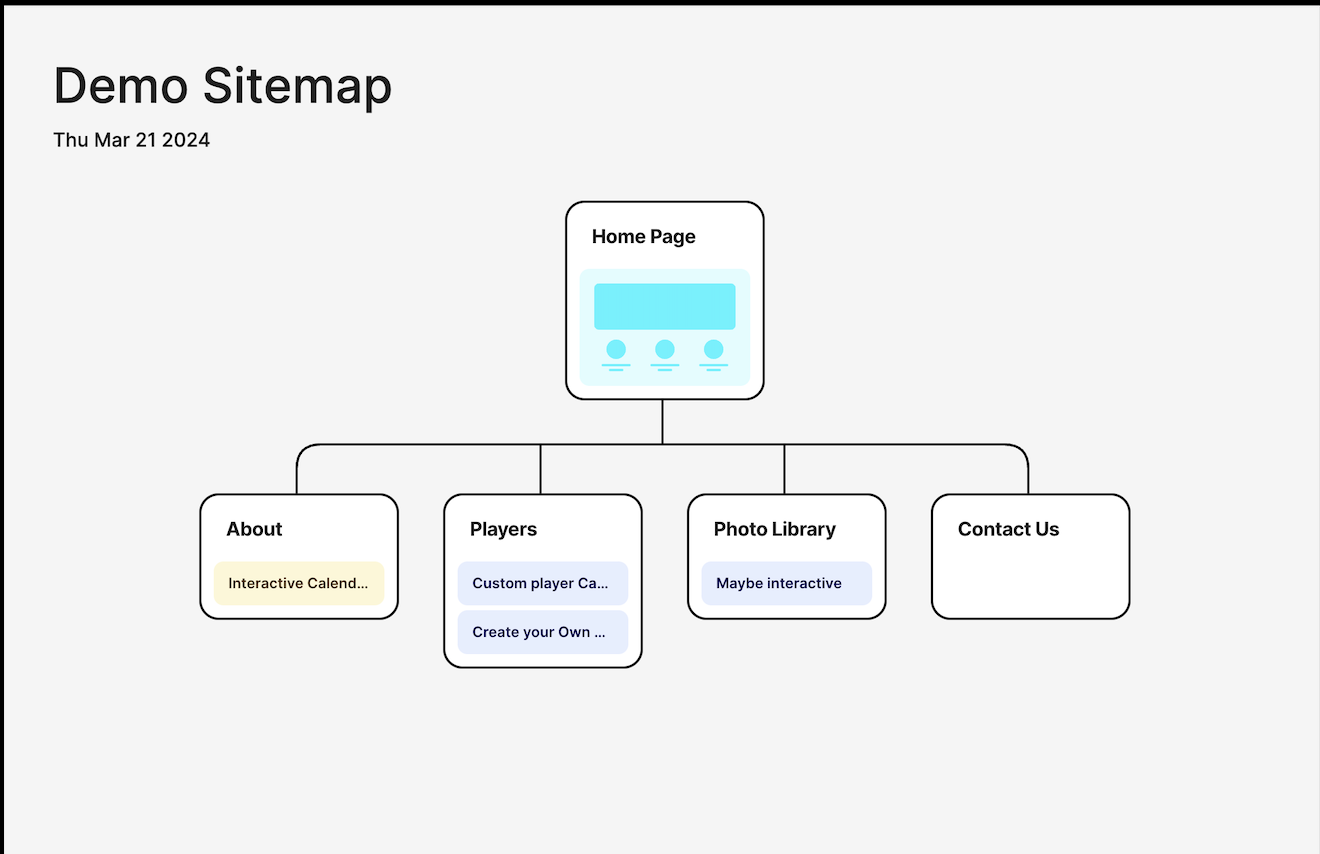 Demo Sitemap
Thu Mar 21 2024
Home Page
About
Interactive Calend...
Players
Custom player Ca...
Create your Own ...
Photo Library
Maybe interactive
Contact Us